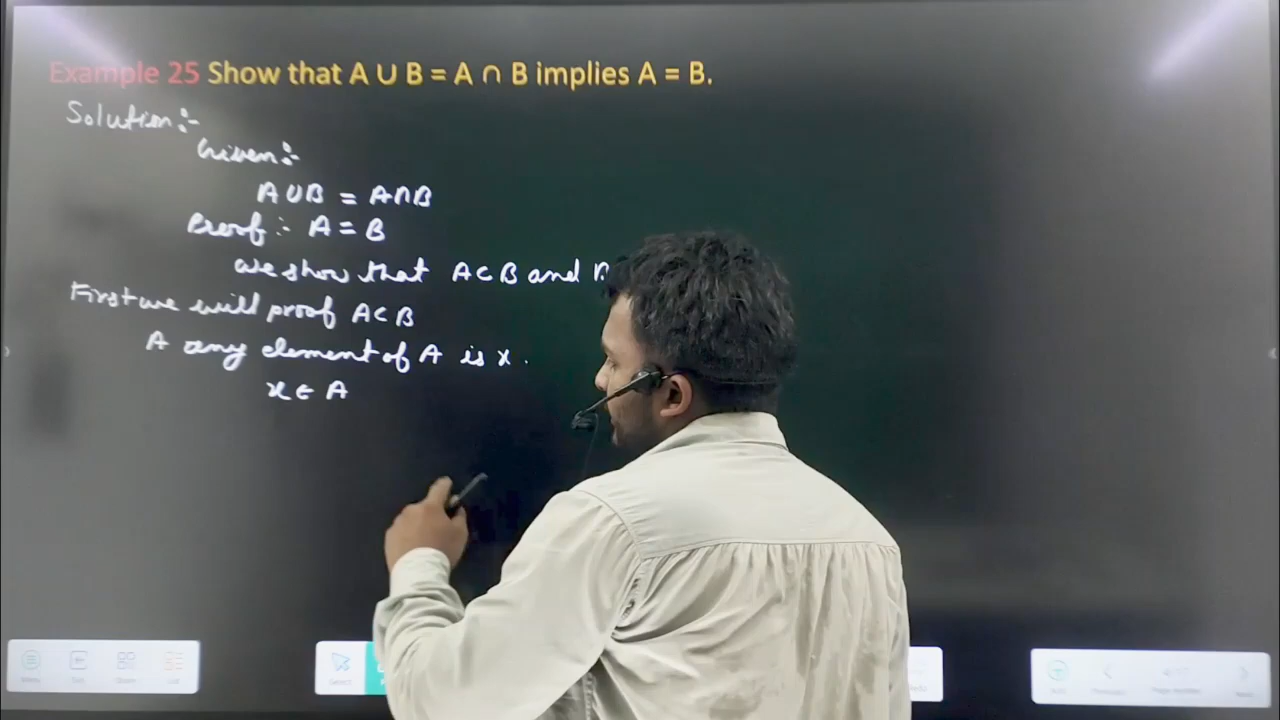 Example 25 Show that A ∪ B = A ∩ B implies A = B.
Solution:-
Given:-
A∪B = A∩B
Proof:- A = B
We show that A⊂B and
First we will proof A⊂B
A any element of A is x.
x ∈ A
Select